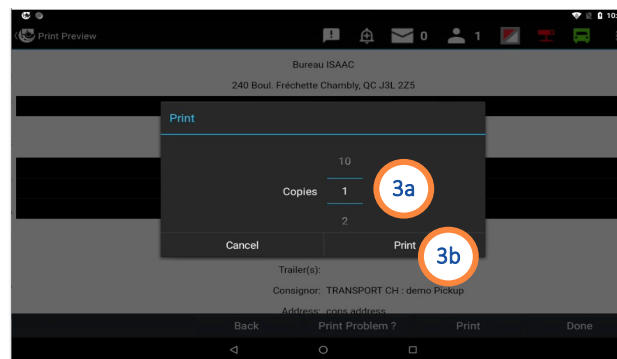 10:
Print Preview
0
1
Bureau ISAAC
240 Boul. Fréchette Chambly, QC J3L 2Z5
Print
10
Copies
1
3a
2
Cancel
Print
3b
Trailer(s):
Consignor: TRANSPORT CH : demo Pickup
Address: cons address
Back
Print Problem ?
Print
Done